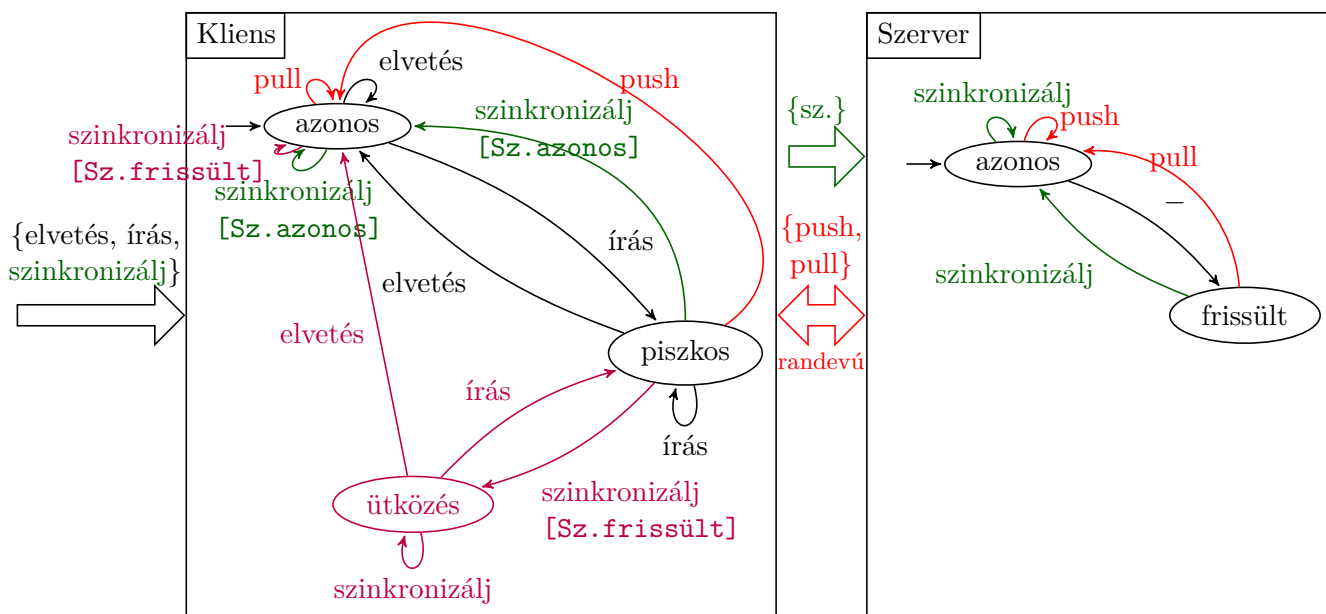 Kliens
Szerver
elvetés
pull
push
szinkronizálj
[Sz.azonos]
azonos
szinkronizálj
[Sz.frissült]
szinkronizálj
[Sz.azonos]
{elvetés, írás,
szinkronizálj}
írás
elvetés
elvetés
piszkos
írás
írás
ütközés
szinkronizálj
[Sz.frissült]
szinkronizálj
{sz.}
{push,
pull}
randevú
szinkronizálj
push
azonos
pull
–
szinkronizálj
frissült